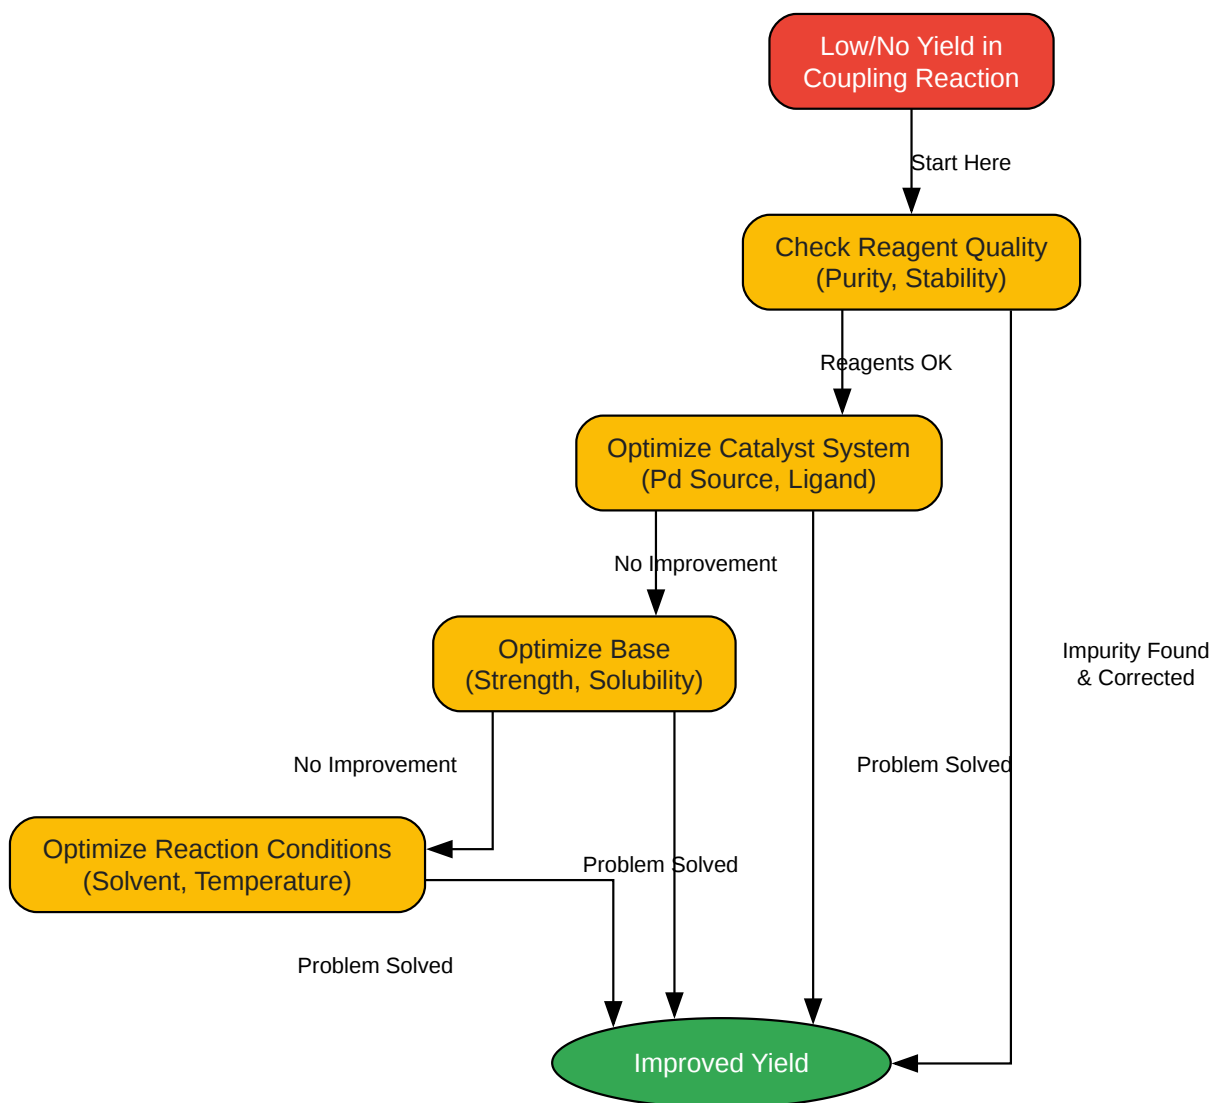 Low/No Yield in
Coupling Reaction
Start Here
Check Reagent Quality
(Purity, Stability)
Reagents OK
Optimize Catalyst System
(Pd Source, Ligand)
No Improvement
Optimize Base
(Strength, Solubility)
Impurity Found
& Corrected
No Improvement
Problem Solved
Optimize Reaction Conditions
(Solvent, Temperature)
Problem Solved
Problem Solved
Improved Yield